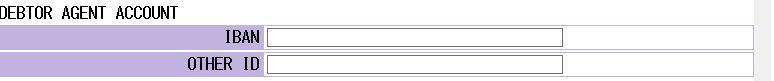 DEBTOR AGENT ACCOUNT
IBAN
OTHER ID